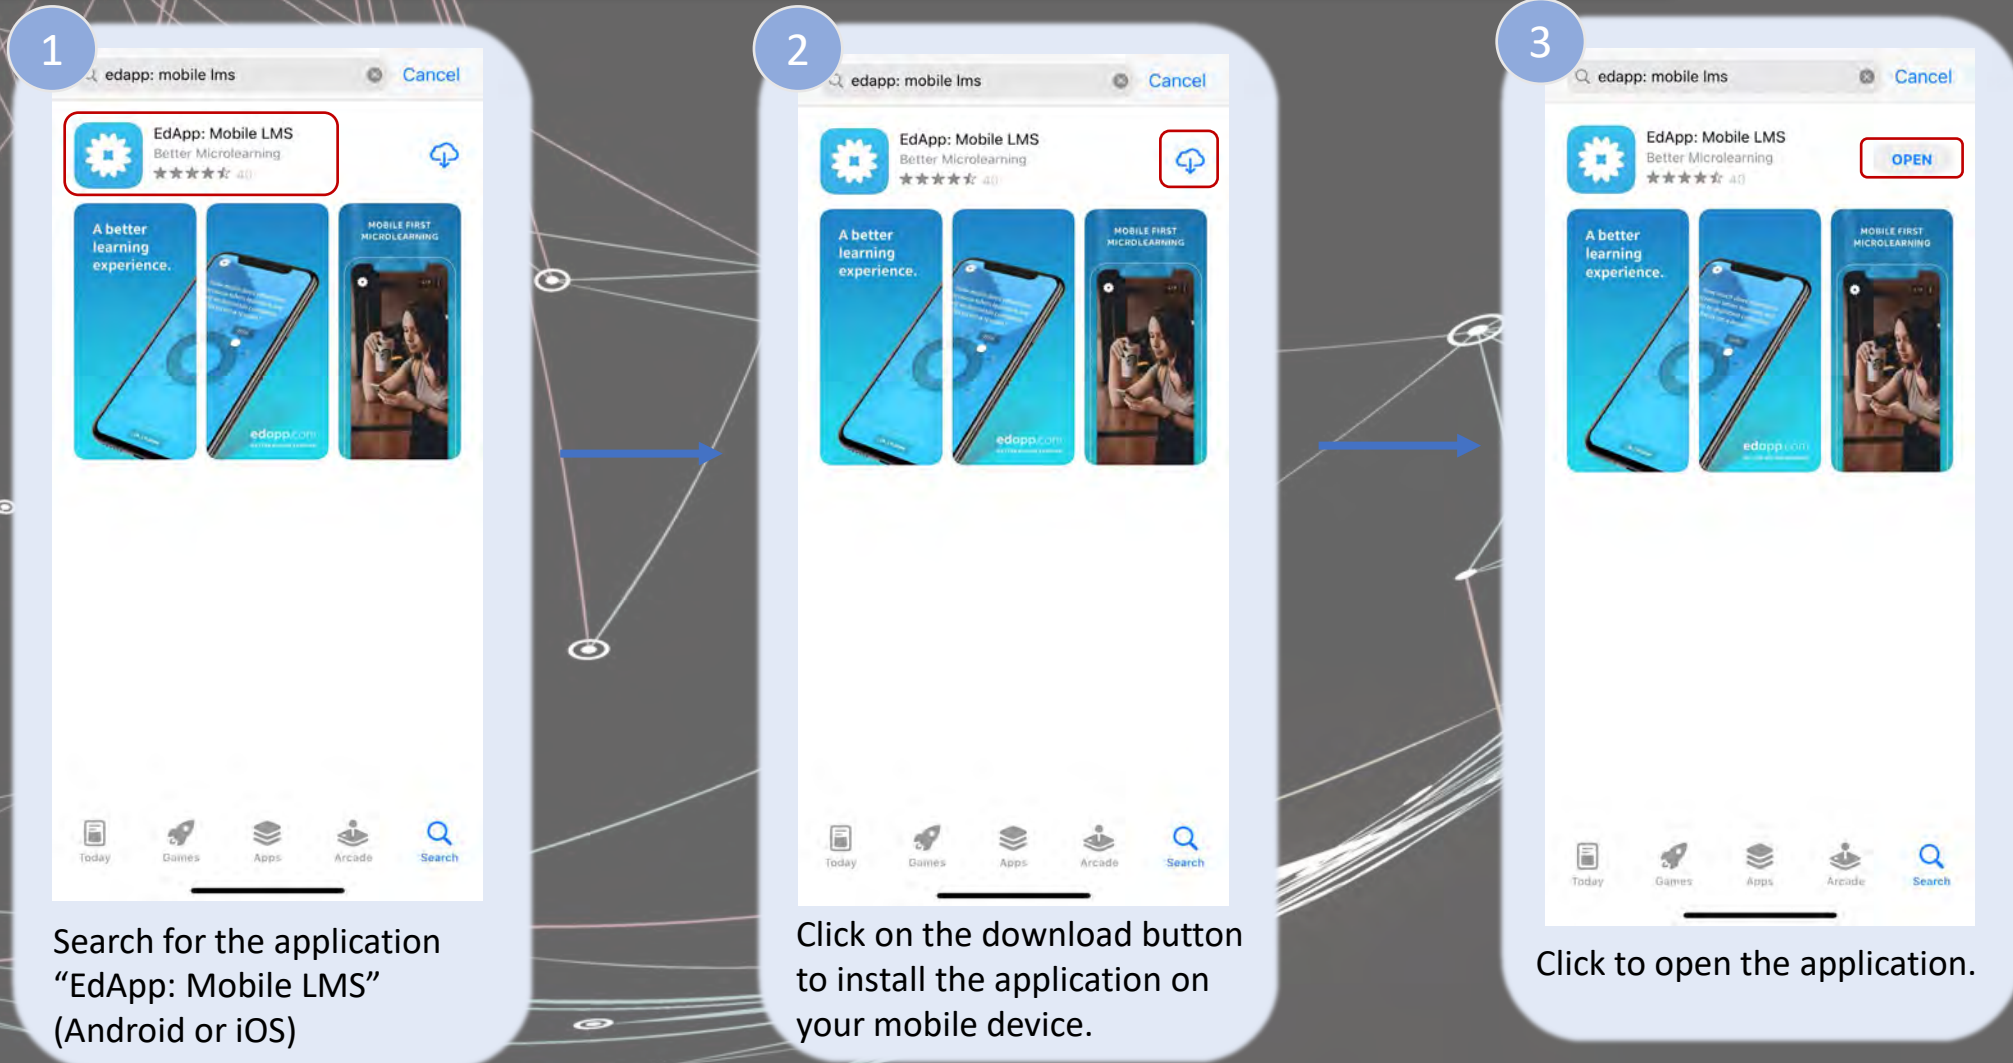 1
edapp: mobile lms
Cancel
EdApp: Mobile LMS
Better Microlearning
40
A better
learning
experience.
edapp.com
MOBILE FIRST
MICROLEARNING
Today
Games
Apps
Arcade
Search
Search for the application
“EdApp: Mobile LMS”
(Android or iOS)
2
edapp: mobile lms
Cancel
EdApp: Mobile LMS
Better Microlearning
40
A better
learning
experience.
edapp.com
MOBILE FIRST
MICROLEARNING
Today
Games
Apps
Arcade
Search
Click on the download button
to install the application on
your mobile device.
3
edapp: mobile lms
Cancel
EdApp: Mobile LMS
Better Microlearning
40
OPEN
A better
learning
experience.
edapp.com
MOBILE FIRST
MICROLEARNING
Today
Games
Apps
Arcade
Search
Click to open the application.